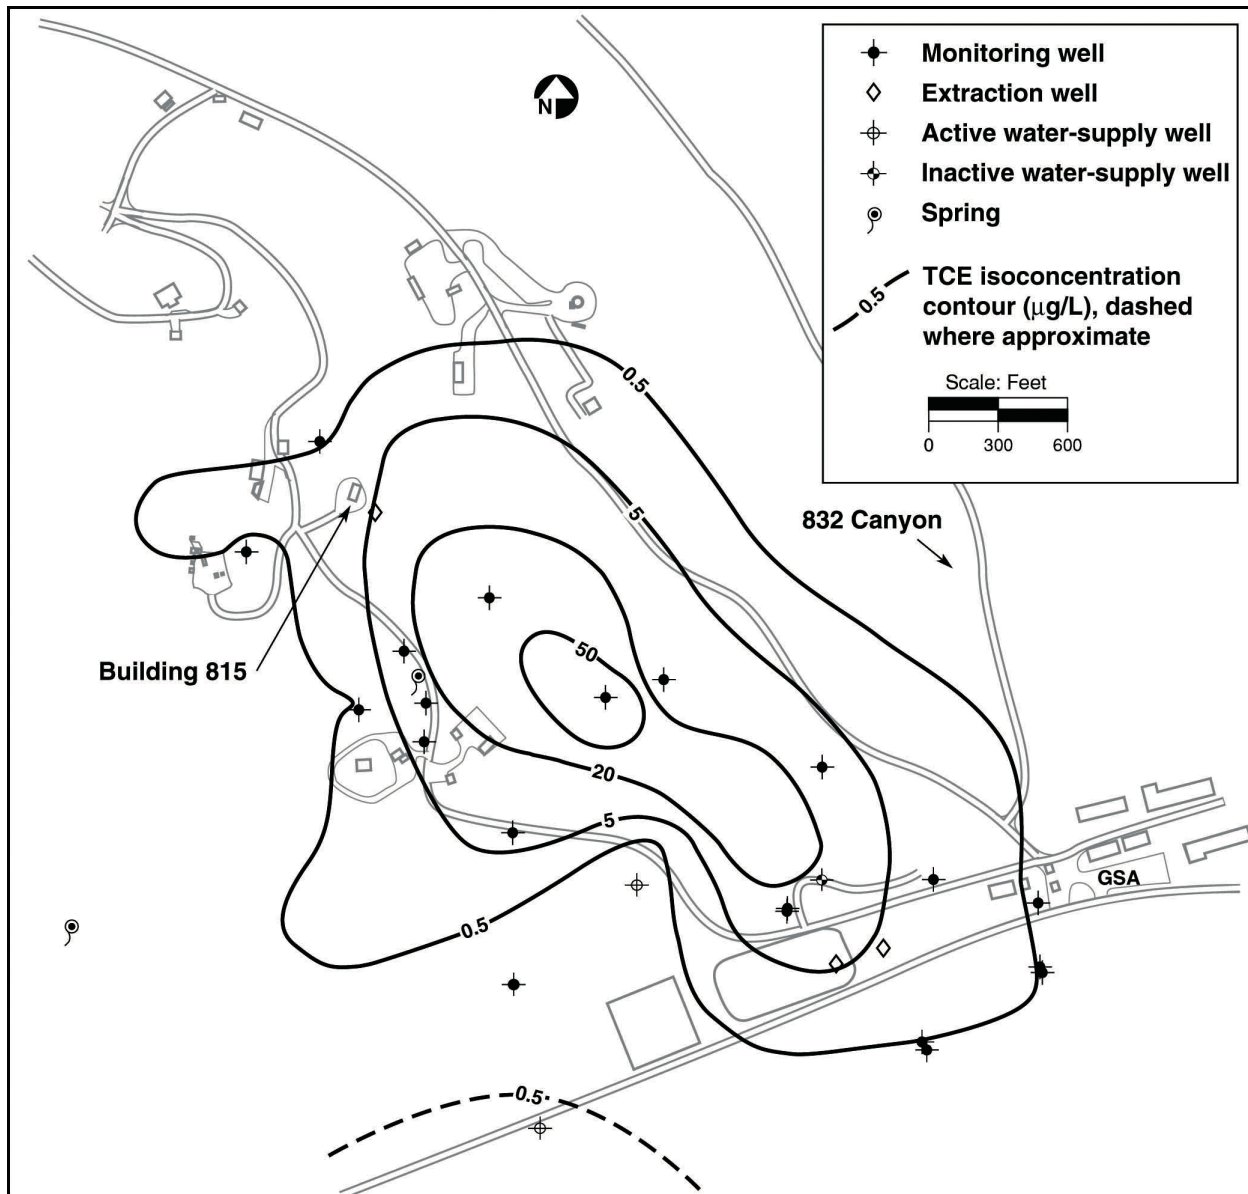 Monitoring well
Extraction well
Active water-supply well
Inactive water-supply well
Spring
0.5
TCE isoconcentration
contour (μg/L), dashed
where approximate
Scale: Feet
0 300 600
N
0.5
5
832 Canyon
Building 815
50
20
5
0.5
GSA
0.5